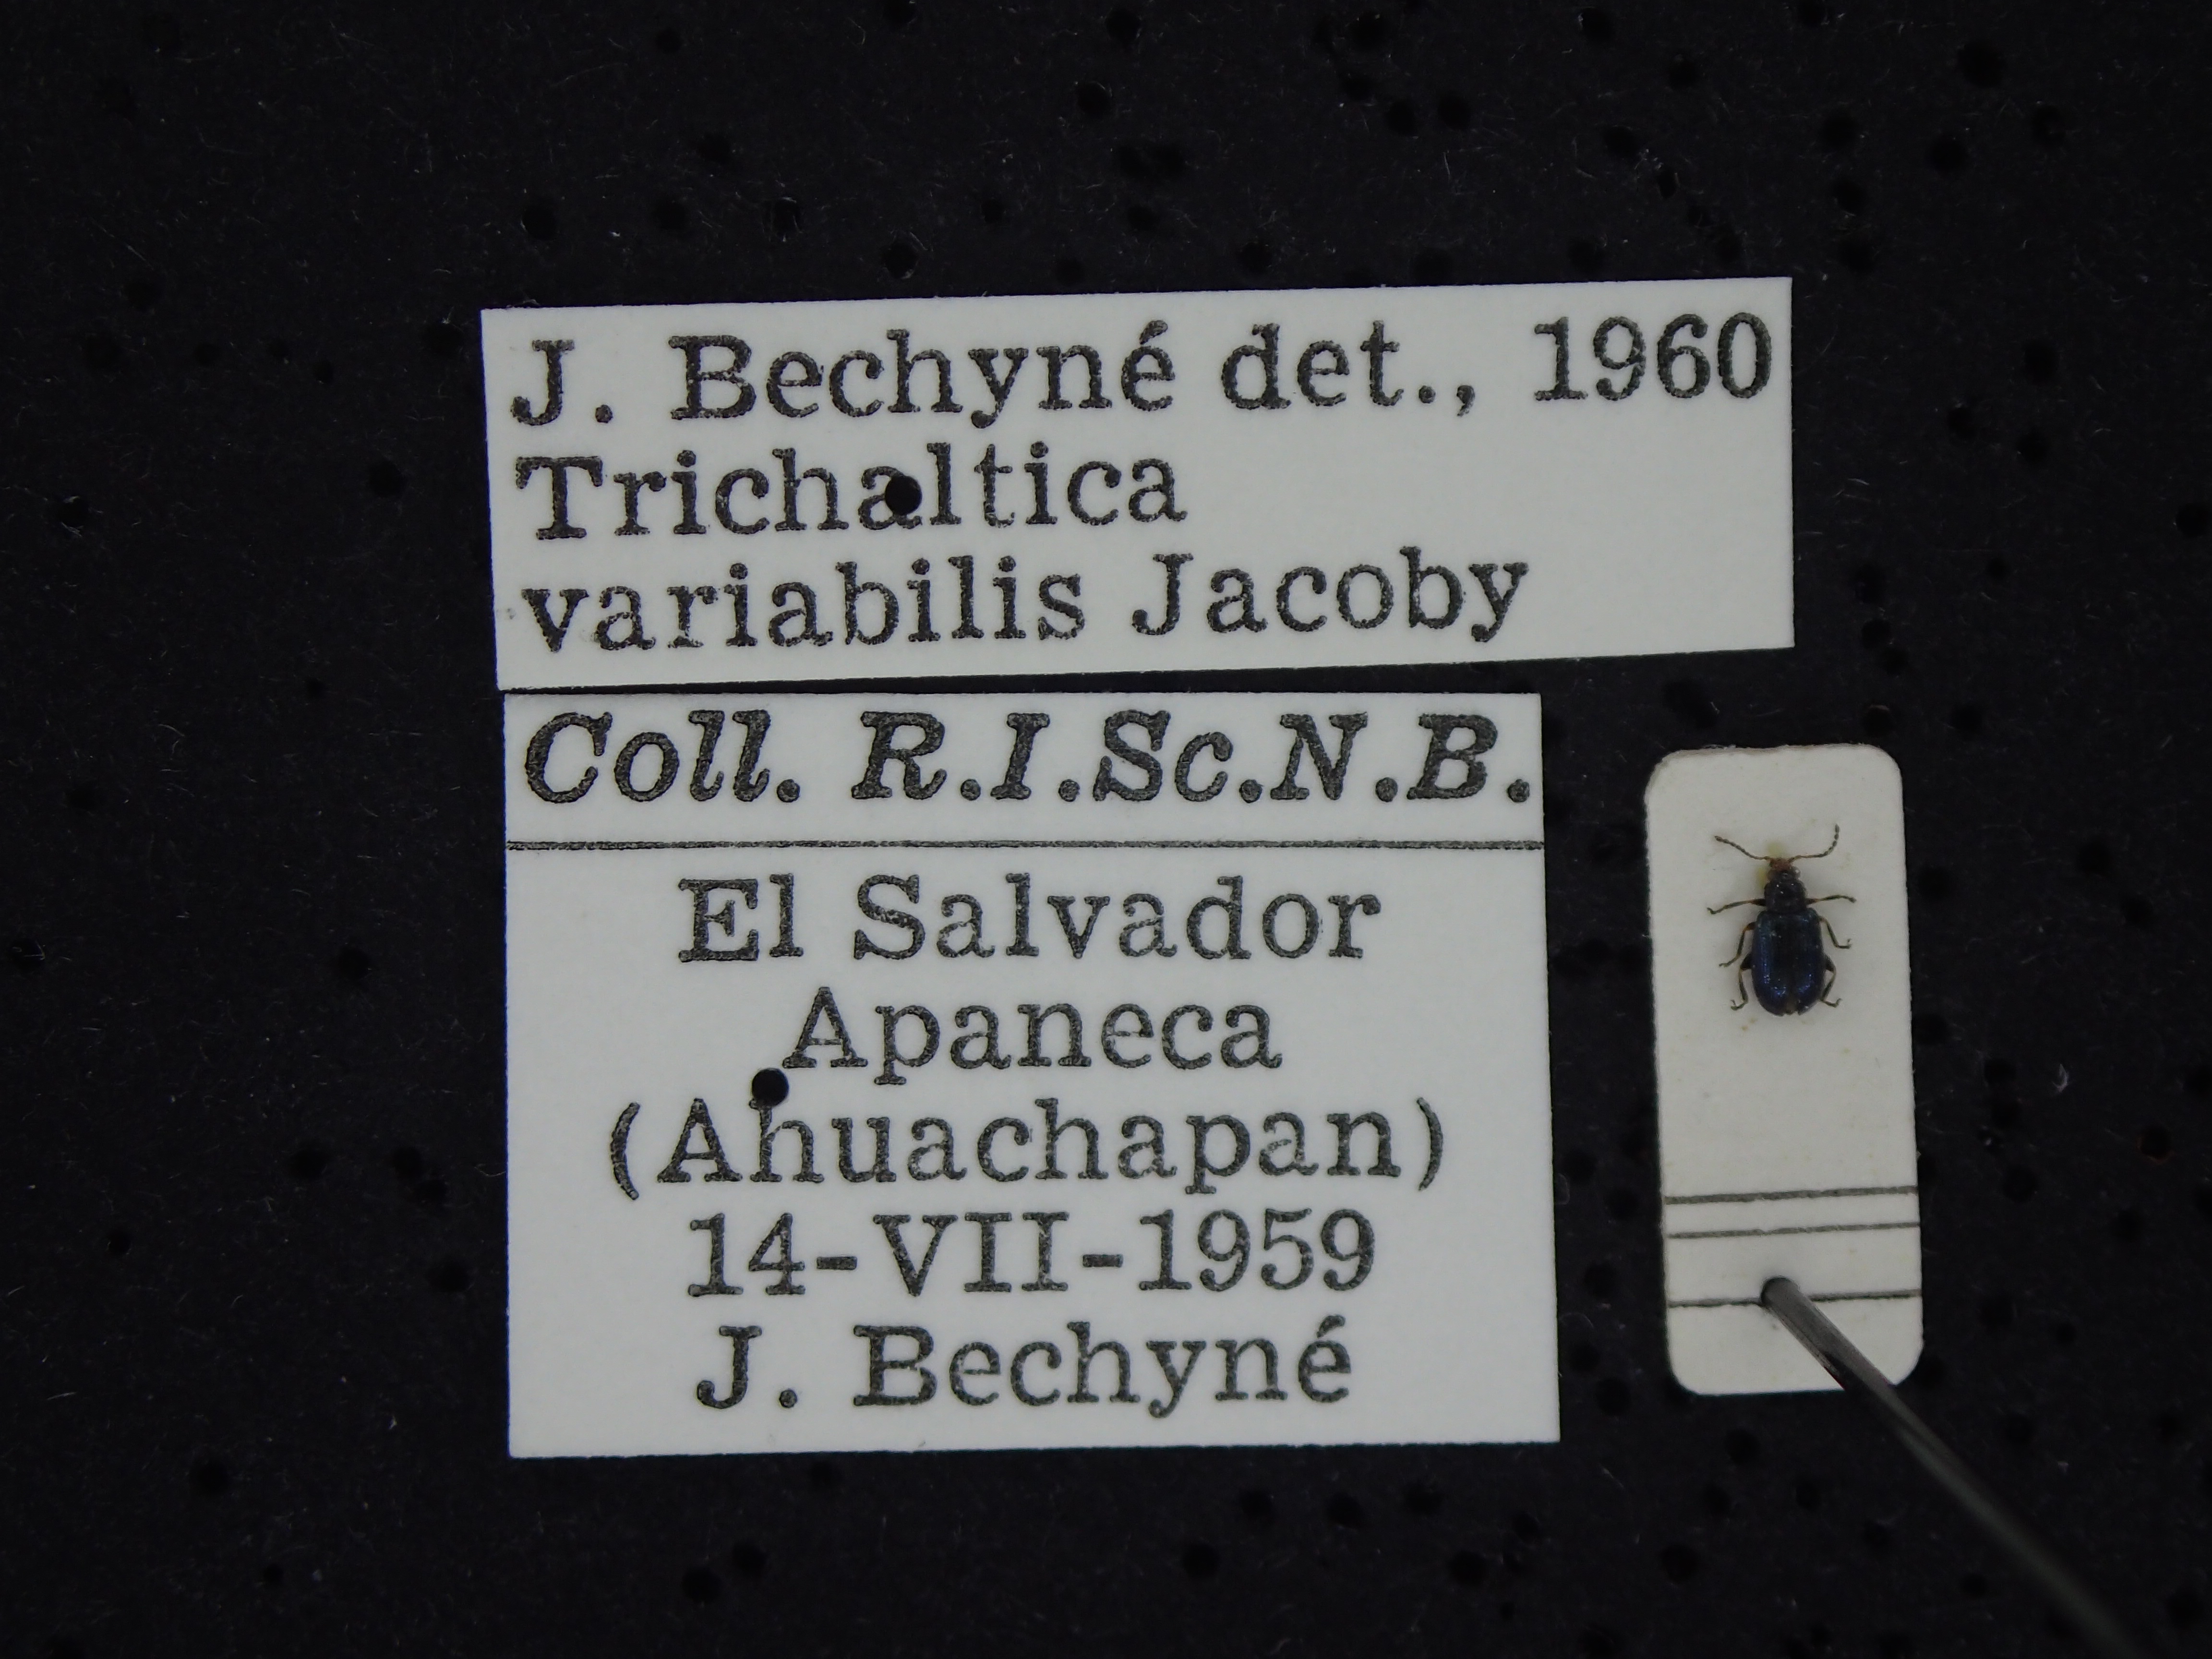 J. Bechyné det., 1960
Trichaltica
variabilis Jacoby
Coll. R.I.Sc.N.B.
El Salvador
Apaneca
(Ahuachapan)
14-VII-1959
J. Bechyné